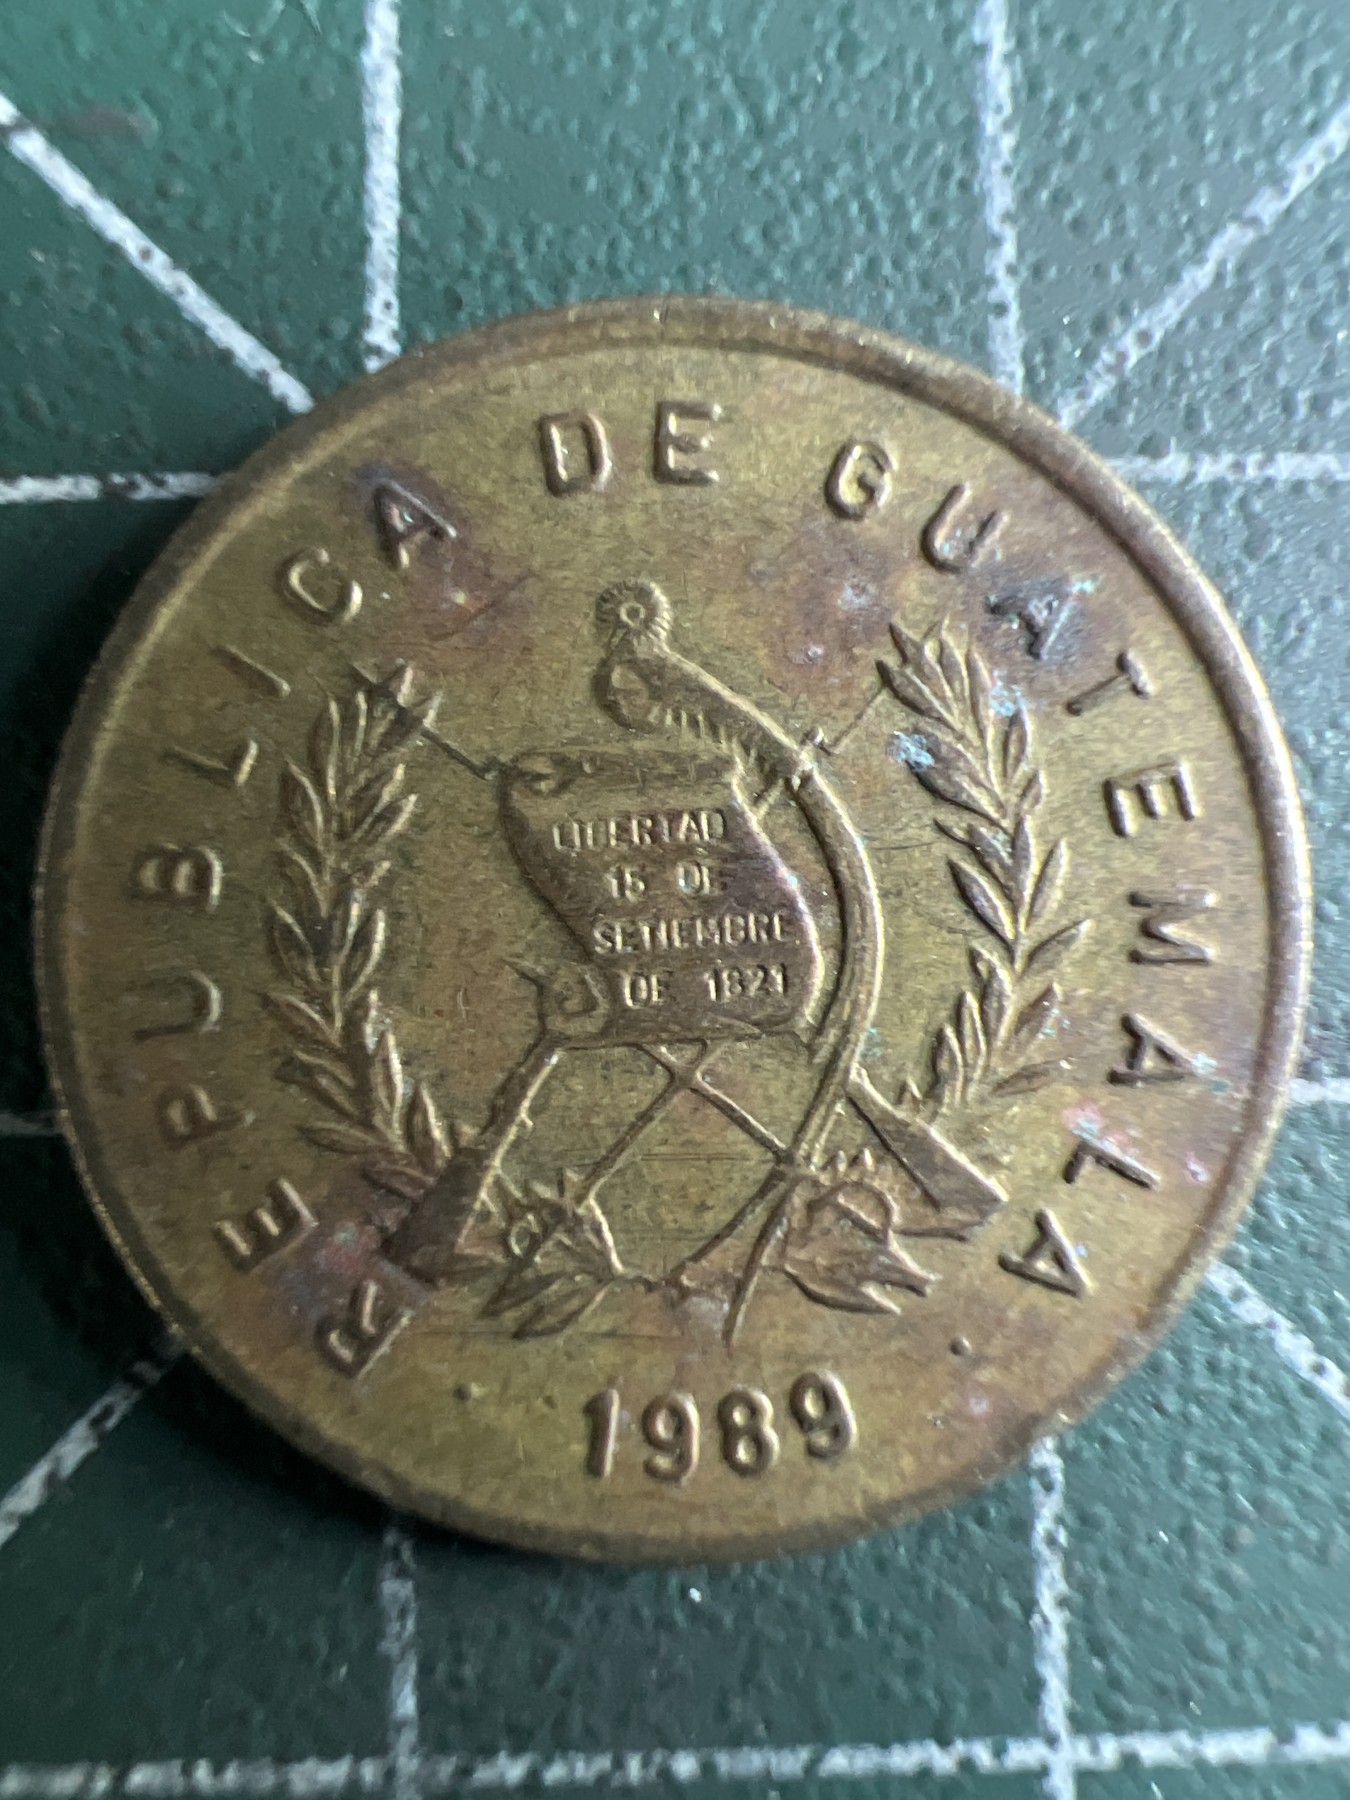 REPUBLICA DE GUATEMALA
LIBERTAD
15 DE
SETIEMBRE
DE 1821
1989